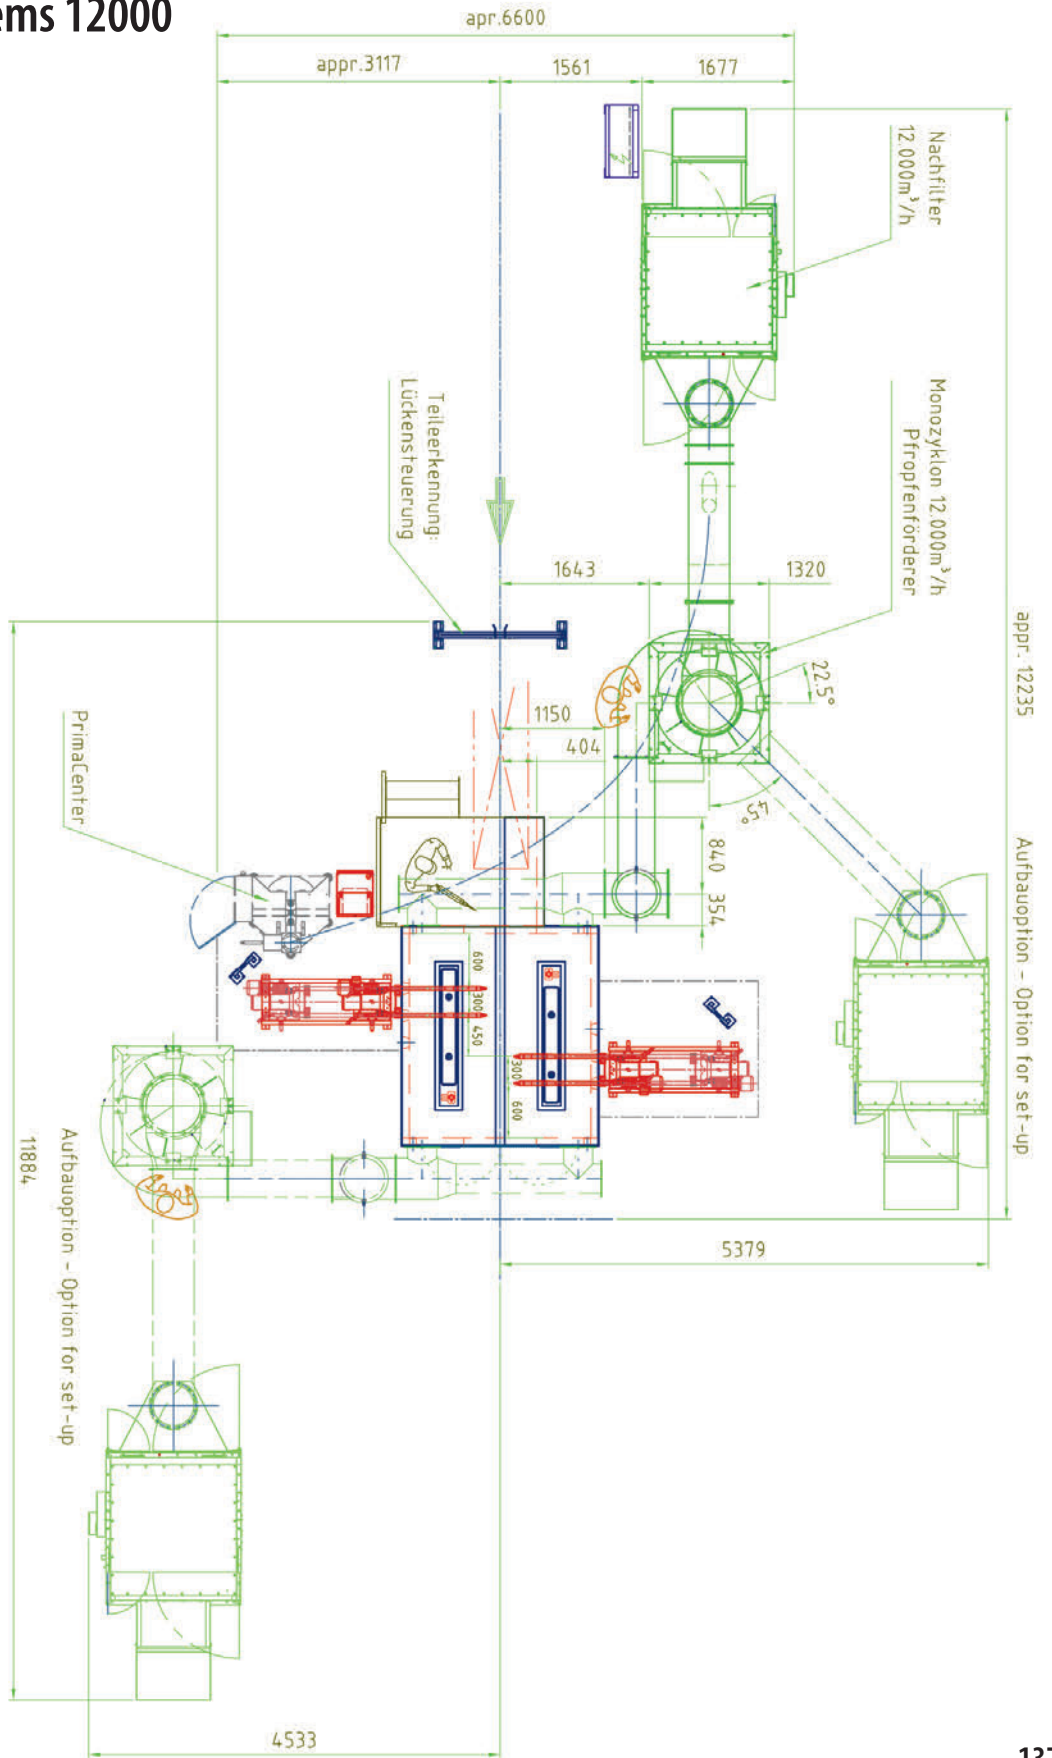 ems 12000
apr.6600
appr.3117
1561
1677
Nachfilter
12.000m³/h
Teileerkennung:
Lückensteuerung
Monozyklon 12.000m³/h
Pfropfenförderer
1643
1320
appr. 12235
22.5°
1150
404
45°
PrimaCenter
840
354
Aufbauoption - Option for set-up
600
300
450
300
600
11884
Aufbauoption - Option for set-up
5379
4533
137